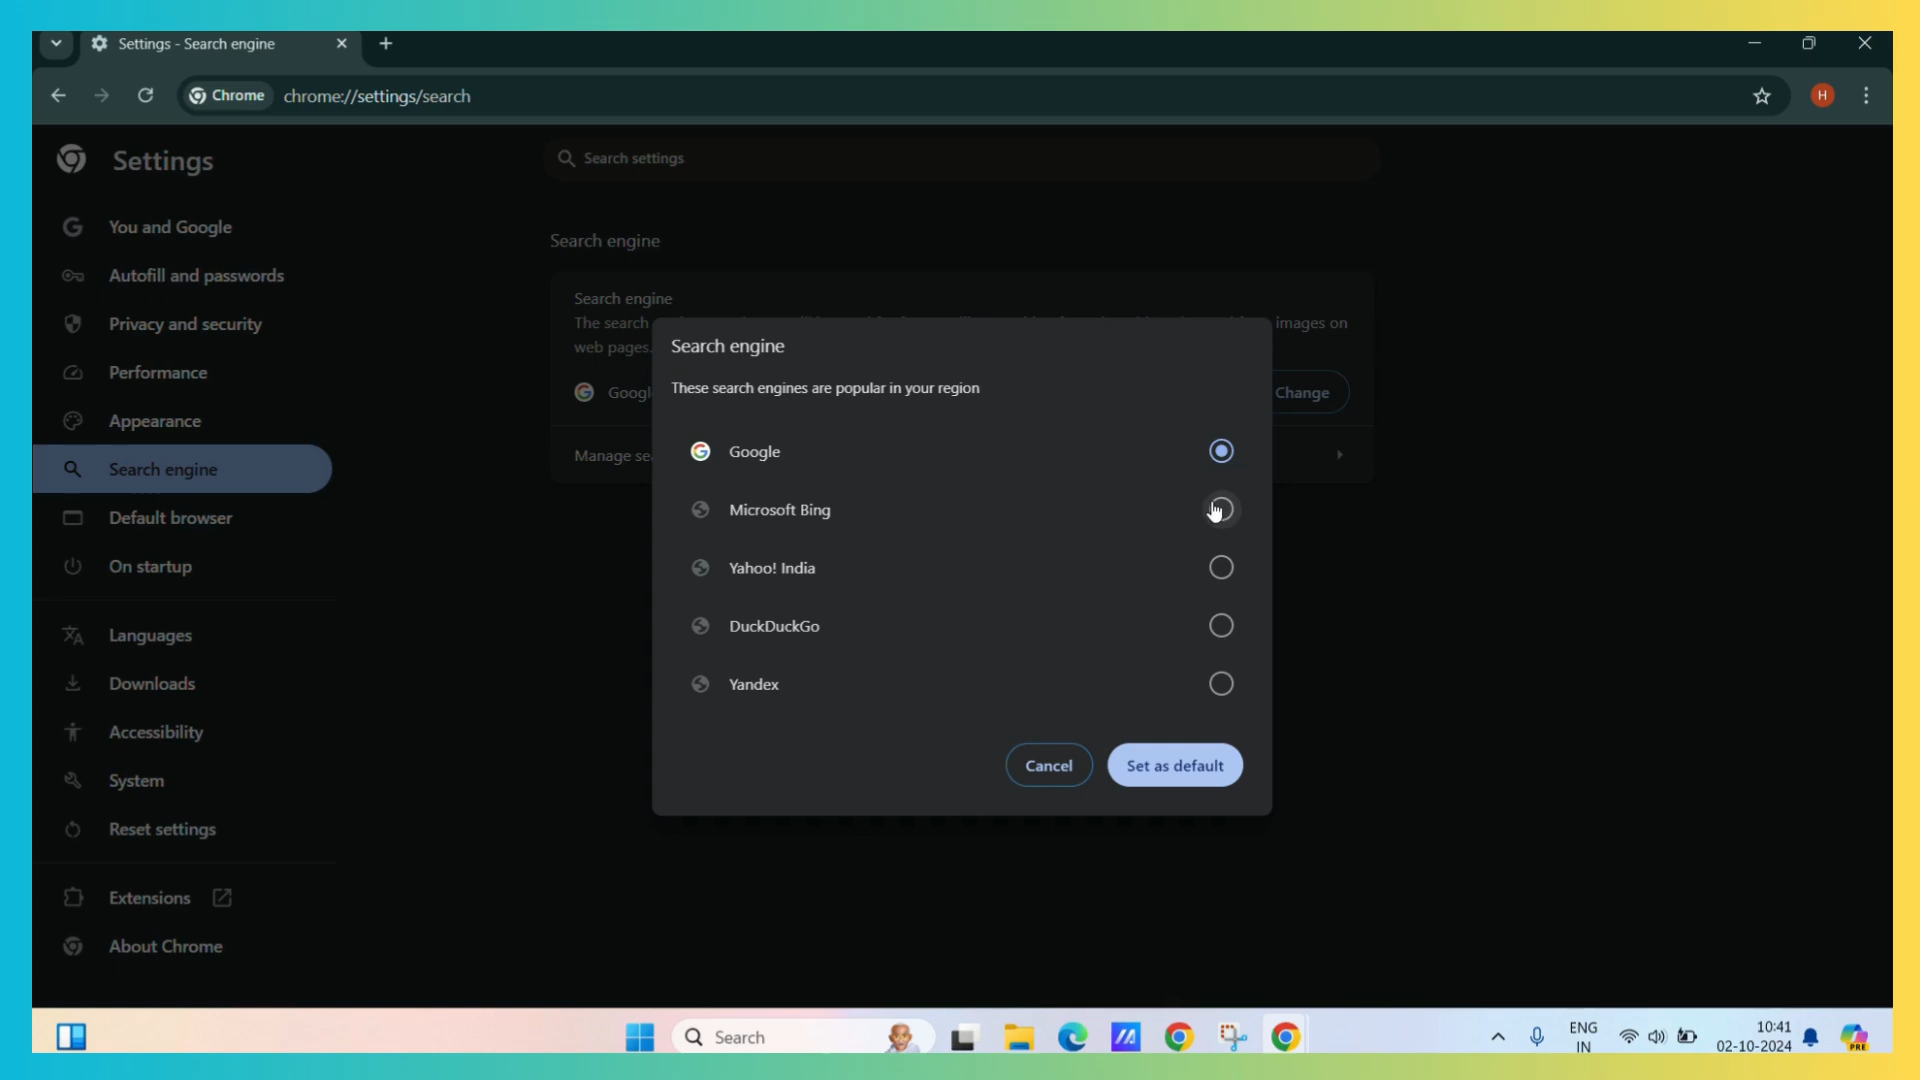 Settings - Search engine
Chrome
chrome://settings/search
H
Settings
Search settings
You and Google
Autofill and passwords
Privacy and security
Performance
Appearance
Search engine
Default browser
On startup
Languages
Downloads
Accessibility
System
Reset settings
Extensions
About Chrome
Search engine
Search engine
The search
images on
web pages.
Googl
Change
Manage se
Search engine
These search engines are popular in your region
Google
Microsoft Bing
Yahoo! India
DuckDuckGo
Yandex
Cancel
Set as default
Search
ENG
IN
10:41
02-10-2024
PRE